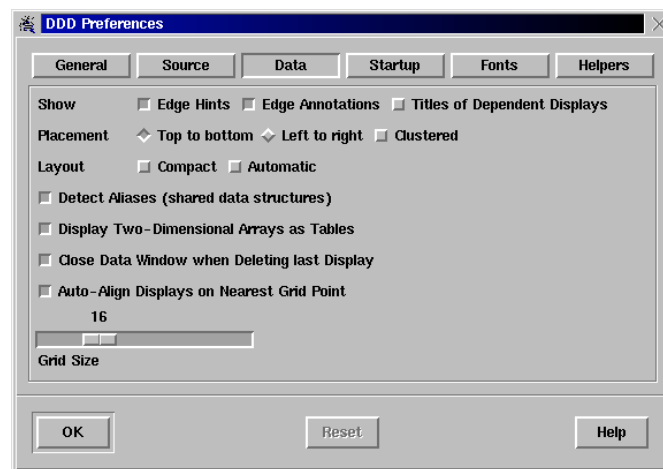 DDD Preferences
General Source Data Startup Fonts Helpers
Show Edge Hints Edge Annotations Titles of Dependent Displays
Placement Top to bottom Left to right Clustered
Layout Compact Automatic
Detect Aliases (shared data structures)
Display Two-Dimensional Arrays as Tables
Close Data Window when Deleting last Display
Auto-Align Displays on Nearest Grid Point
16
Grid Size
OK Reset Help